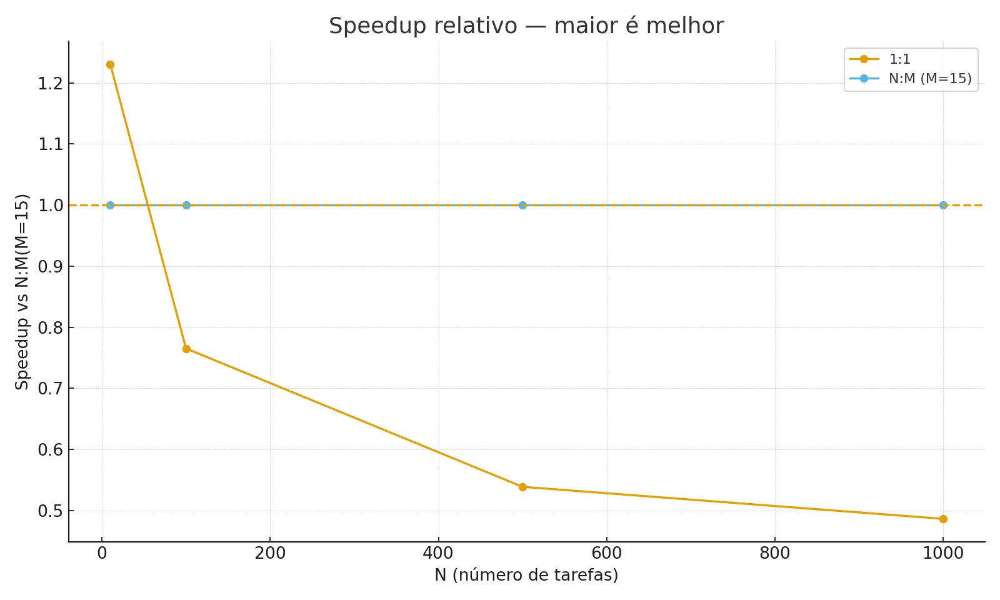 Speedup relativo — maior é melhor
1:1
N:M (M=15)
Speedup vs N:M(M=15)
1.2
1.1
1.0
0.9
0.8
0.7
0.6
0.5
0 200 400 600 800 1000
N (número de tarefas)